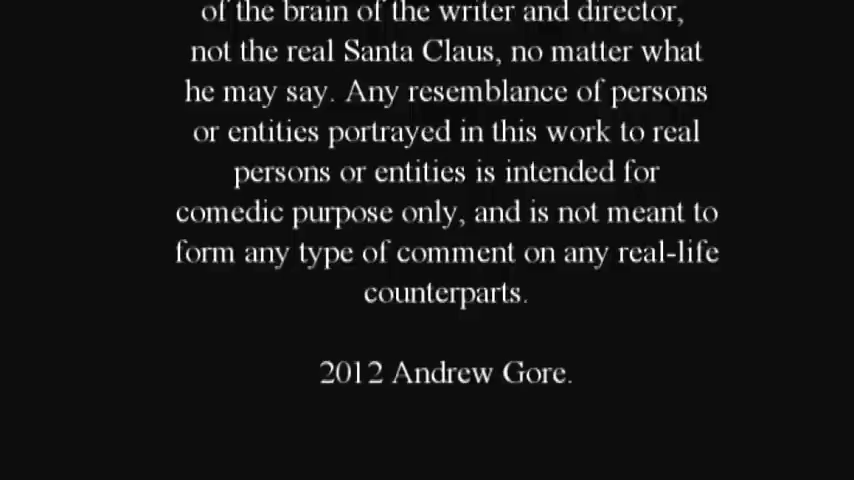 of the brain of the writer and director,
not the real Santa Claus, no matter what
he may say. Any resemblance of persons
or entities portrayed in this work to real
persons or entities is intended for
comedic purpose only, and is not meant to
form any type of comment on any real-life
counterparts.
2012 Andrew Gore.